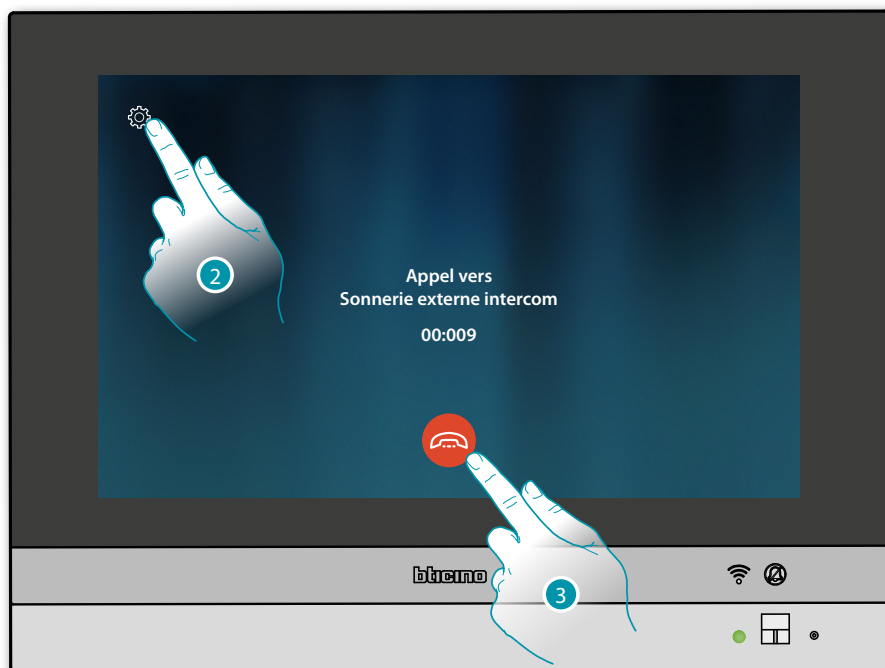 2
Appel vers
Sonnerie externe intercom
00:009
bticino
3